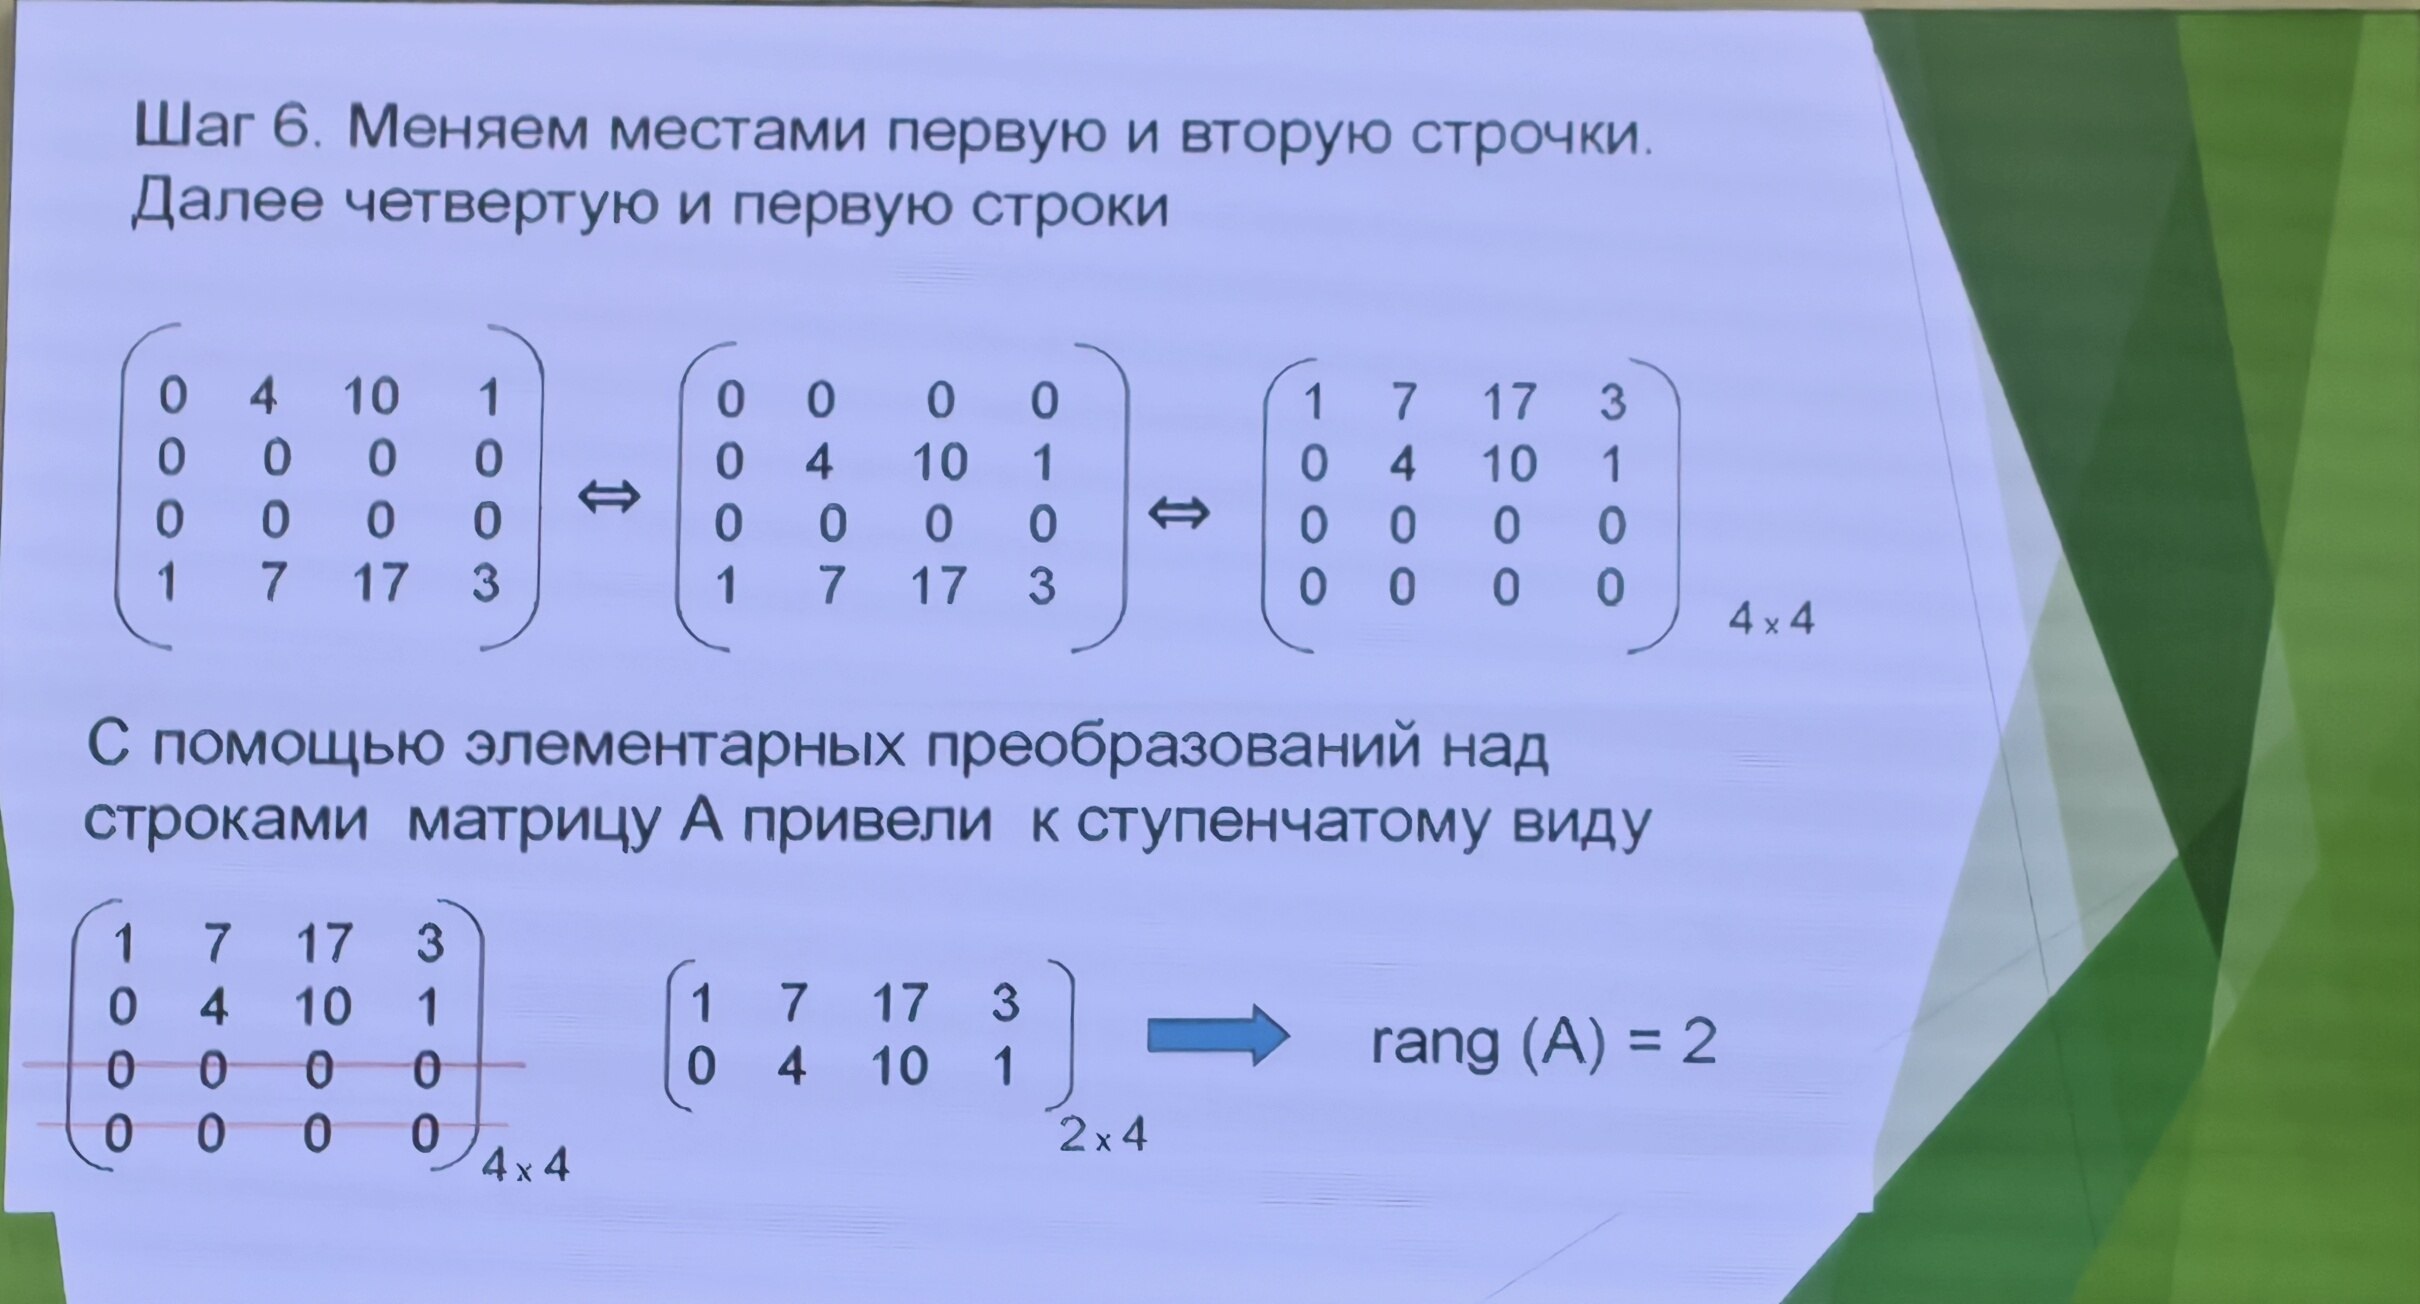 Шаг 6. Меняем местами первую и вторую строчки.
Далее четвертую и первую строки
0 4 10 1
0 0 0 0
0 0 0 0
1 7 17 3
⇔
0 0 0 0
0 4 10 1
0 0 0 0
1 7 17 3
⇔
1 7 17 3
0 4 10 1
0 0 0 0
0 0 0 0
4 x 4
С помощью элементарных преобразований над
строками матрицу А привели к ступенчатому виду
1 7 17 3
0 4 10 1
0 0 0 0
0 0 0 0
4 x 4
1 7 17 3
0 4 10 1
2 x 4
rang (A) = 2